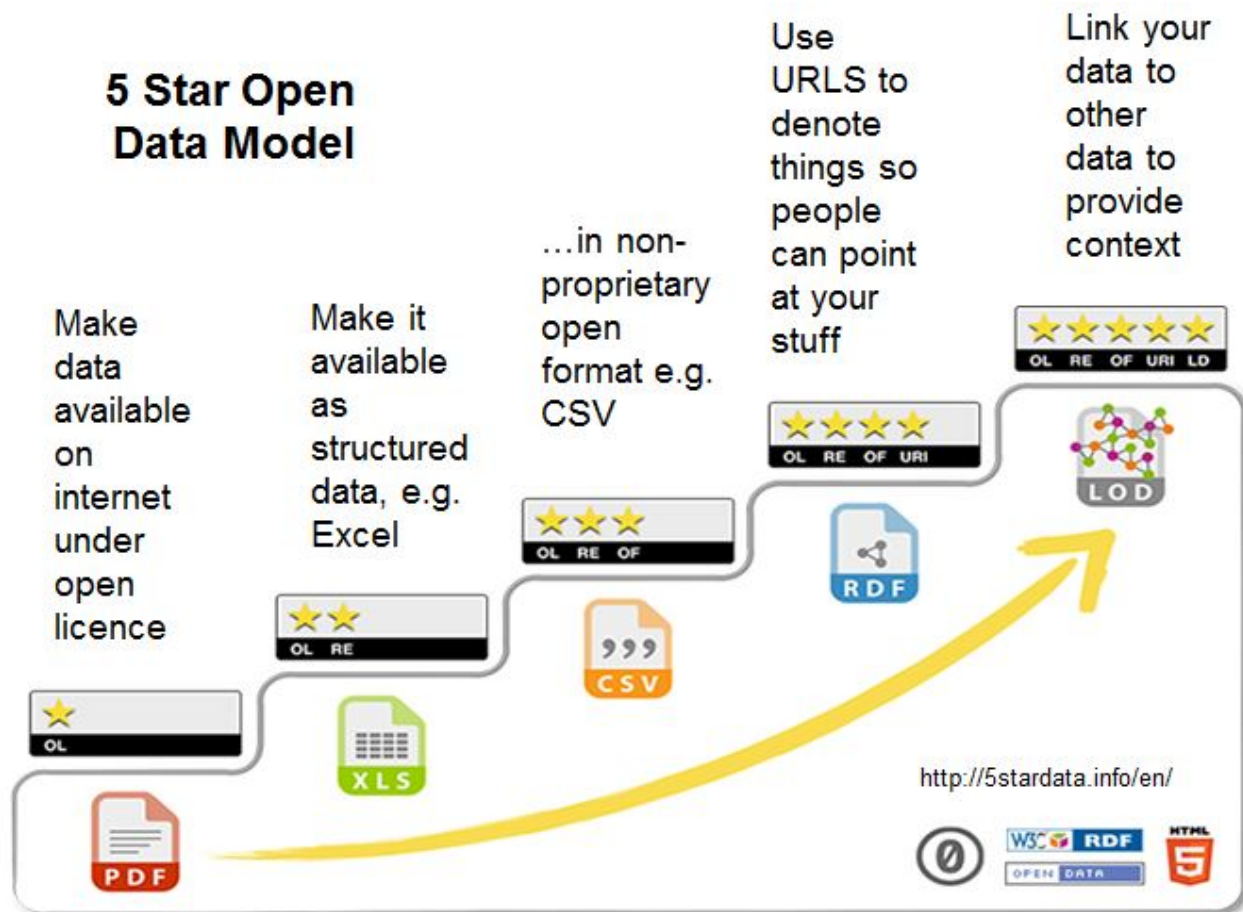 5 Star Open
Data Model
Make
data
available
on
internet
under
open
licence
OL
PDF
Make it
available
as
structured
data, e.g.
Excel
OL RE
XLS
…in non-
proprietary
open
format e.g.
CSV
OL RE OF
,,,
CSV
Use
URLS to
denote
things so
people
can point
at your
stuff
OL RE OF URI
RDF
Link your
data to
other
data to
provide
context
OL RE OF URI LD
LOD
http://5stardata.info/en/
0
W3C RDF
OPEN DATA
HTML
5